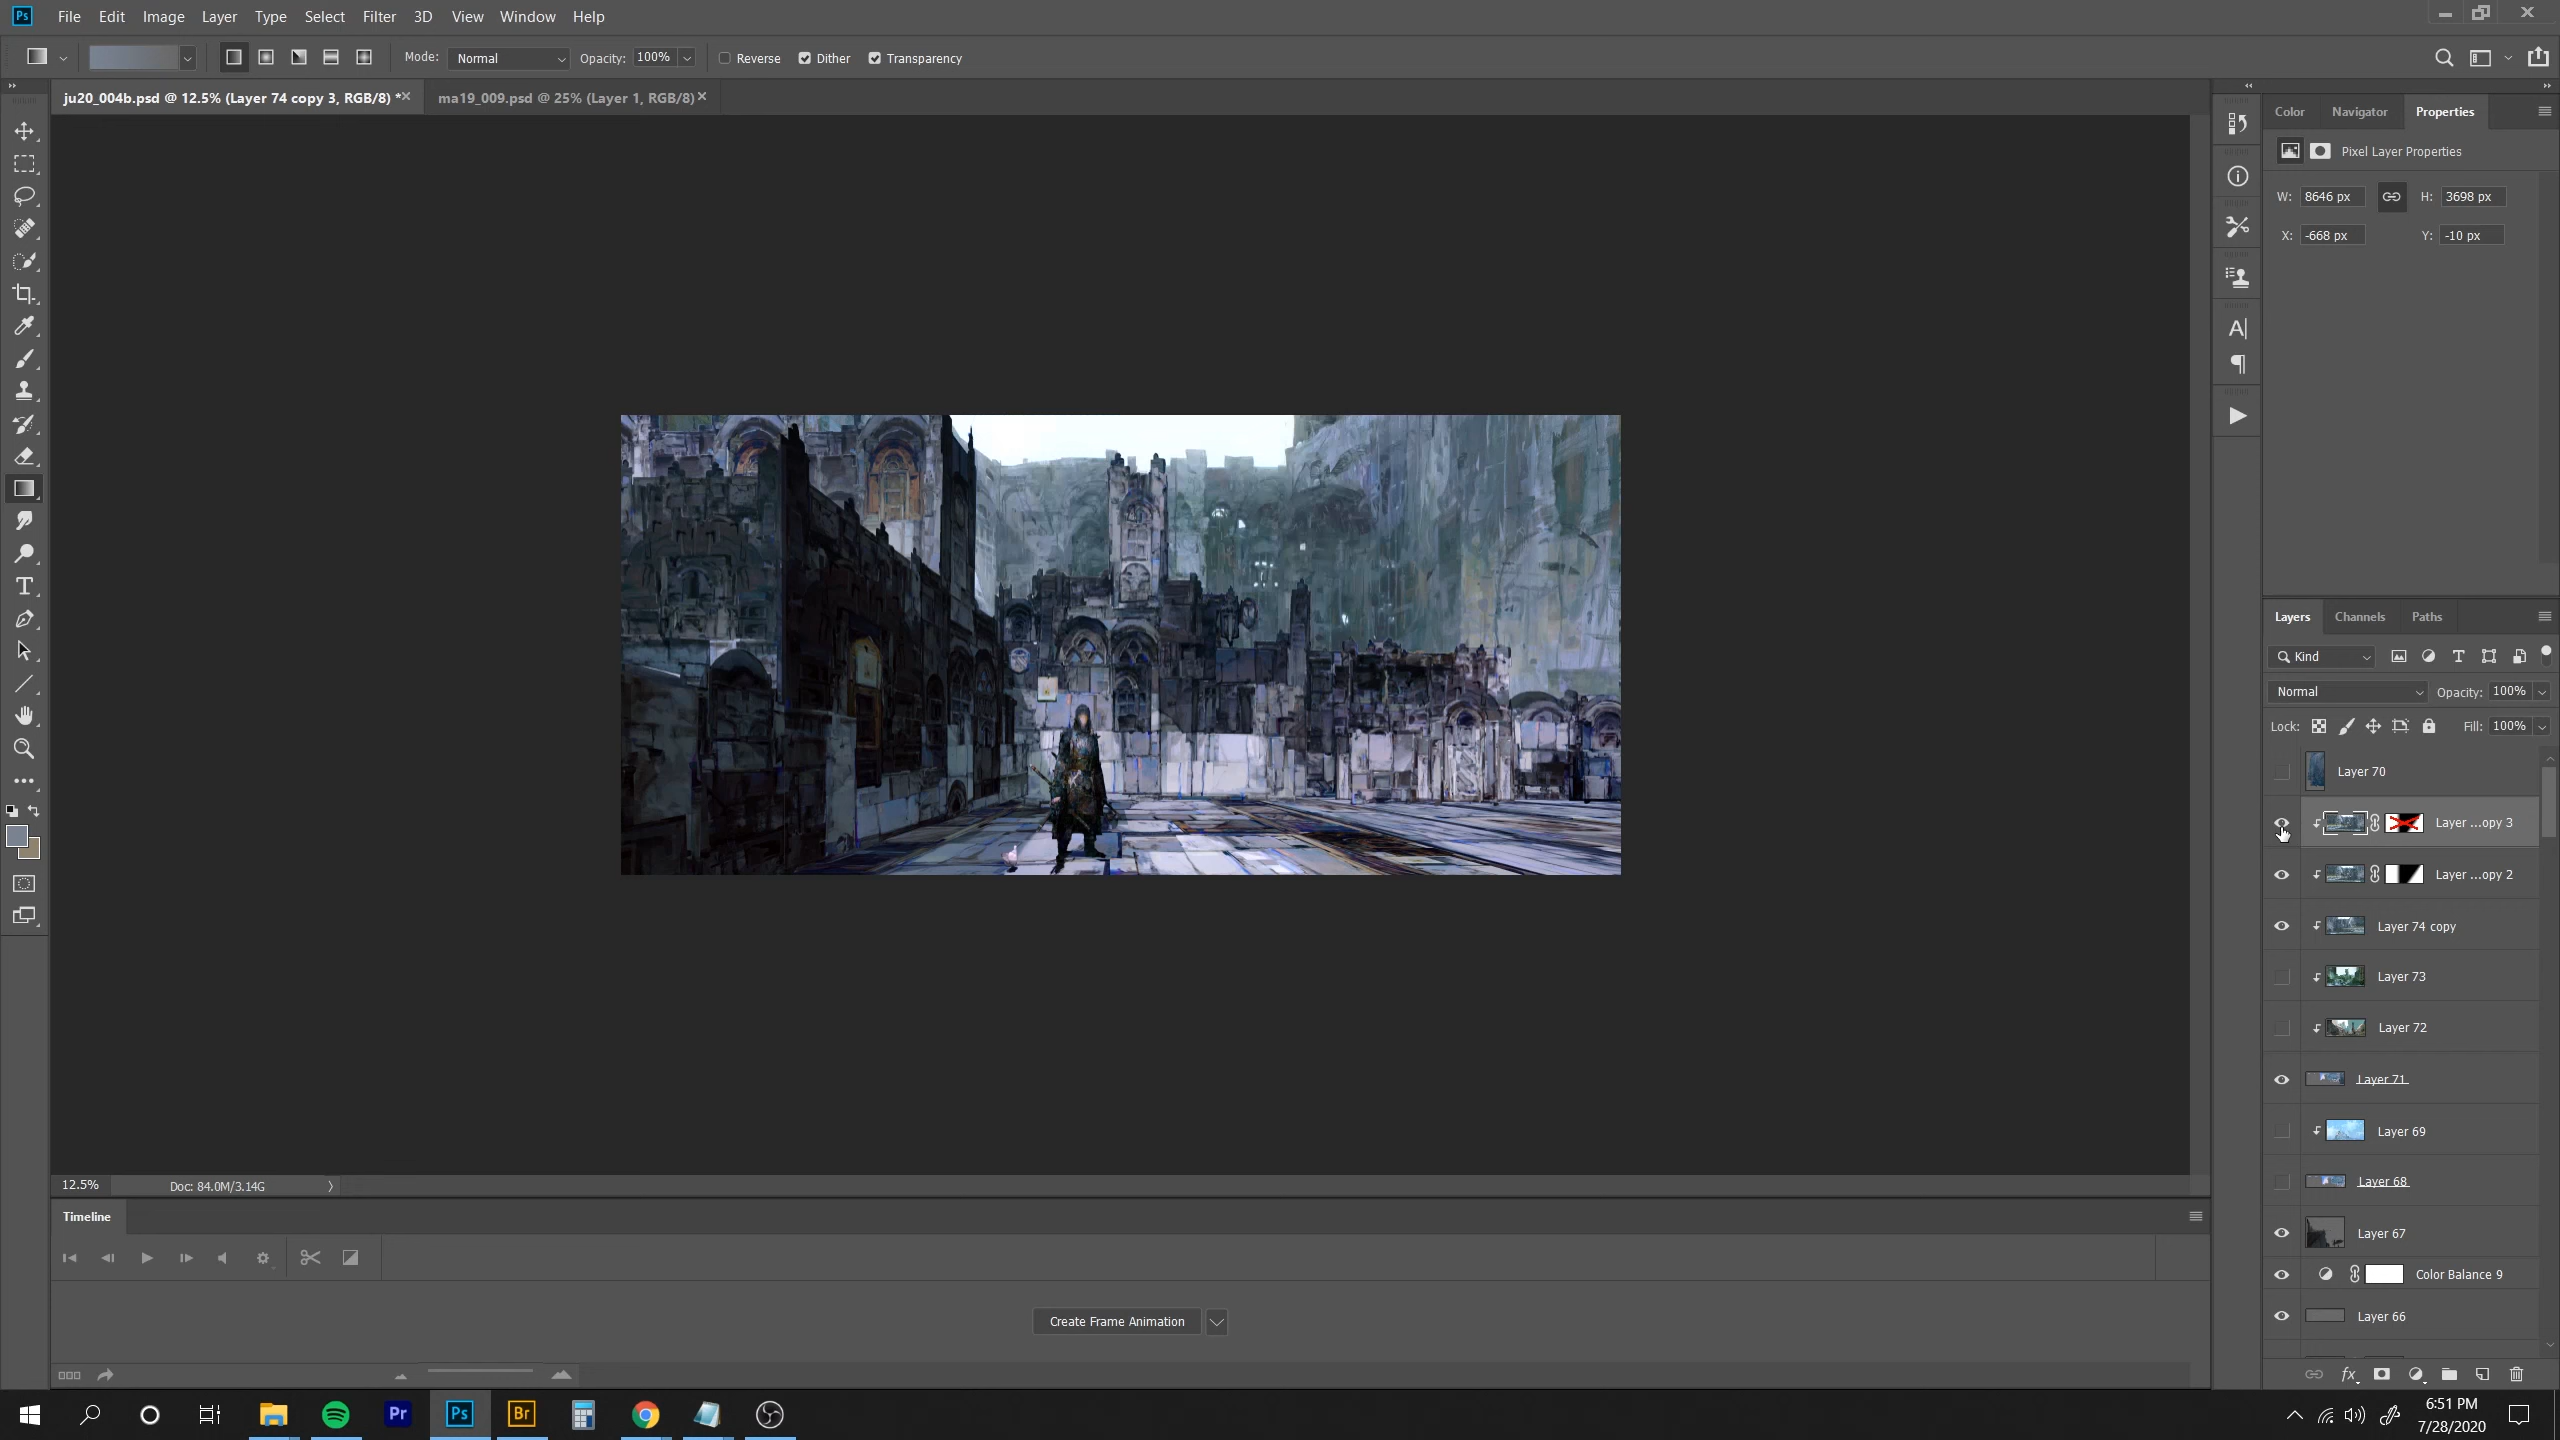 Ps File Edit Image Layer Type Select Filter 3D View Window Help
Mode: Normal Opacity: 100% Reverse Dither Transparency
ju20_004b.psd @ 12.5% (Layer 74 copy 3, RGB/8) * ma19_009.psd @ 25% (Layer 1, RGB/8)
Color Navigator Properties
Pixel Layer Properties
W: 8646 px H: 3698 px
X: -668 px Y: -10 px
Layers Channels Paths
Kind
Normal Opacity: 100%
Lock: Fill: 100%
Layer 70
Layer ...opy 3
Layer ...opy 2
Layer 74 copy
Layer 73
Layer 72
Layer 71
Layer 69
Layer 68
Layer 67
Color Balance 9
Layer 66
12.5% Doc: 84.0M/3.14G
Timeline
Create Frame Animation
fx
Pr Ps Br
6:51 PM
7/28/2020